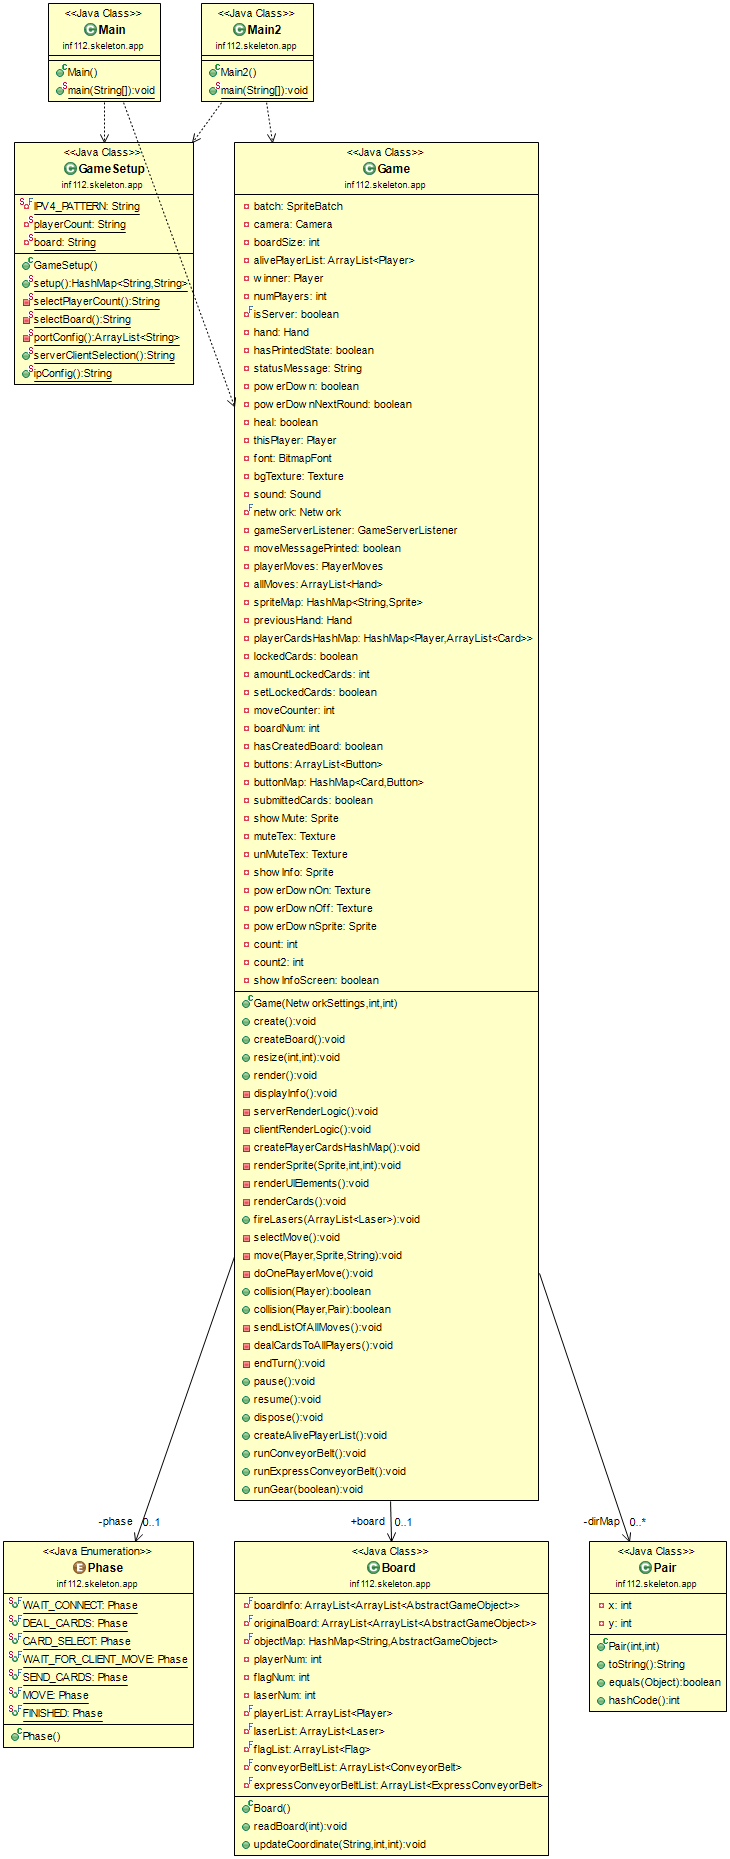 <<Java Class>>
Main
inf112.skeleton.app
Main()
main(String[]):void
<<Java Class>>
Main2
inf112.skeleton.app
Main2()
main(String[]):void
<<Java Class>>
GameSetup
inf112.skeleton.app
IPV4_PATTERN: String
playerCount: String
board: String
GameSetup()
setup():HashMap<String,String>
selectPlayerCount():String
selectBoard():String
portConfig():ArrayList<String>
serverClientSelection():String
ipConfig():String
<<Java Class>>
Game
inf112.skeleton.app
batch: SpriteBatch
camera: Camera
boardSize: int
alivePlayerList: ArrayList<Player>
winner: Player
numPlayers: int
isServer: boolean
hand: Hand
hasPrintedState: boolean
statusMessage: String
powerDown: boolean
powerDownNextRound: boolean
heal: boolean
thisPlayer: Player
font: BitmapFont
bgTexture: Texture
sound: Sound
network: Network
gameServerListener: GameServerListener
moveMessagePrinted: boolean
playerMoves: PlayerMoves
allMoves: ArrayList<Hand>
spriteMap: HashMap<String,Sprite>
previousHand: Hand
playerCardsHashMap: HashMap<Player,ArrayList<Card>>
lockedCards: boolean
amountLockedCards: int
setLockedCards: boolean
moveCounter: int
boardNum: int
hasCreatedBoard: boolean
buttons: ArrayList<Button>
buttonMap: HashMap<Card,Button>
submittedCards: boolean
showMute: Sprite
muteTex: Texture
unMuteTex: Texture
showInfo: Sprite
powerDownOn: Texture
powerDownOff: Texture
powerDownSprite: Sprite
count: int
count2: int
showInfoScreen: boolean
Game(NetworkSettings,int,int)
create():void
createBoard():void
resize(int,int):void
render():void
displayInfo():void
serverRenderLogic():void
clientRenderLogic():void
createPlayerCardsHashMap():void
renderSprite(Sprite,int,int):void
renderUIElements():void
renderCards():void
fireLasers(ArrayList<Laser>):void
selectMove():void
move(Player,Sprite,String):void
doOnePlayerMove():void
collision(Player):boolean
collision(Player,Pair):boolean
sendListOfAllMoves():void
dealCardsToAllPlayers():void
endTurn():void
pause():void
resume():void
dispose():void
createAlivePlayerList():void
runConveyorBelt():void
runExpressConveyorBelt():void
runGear(boolean):void
-phase 0..1
+board 0..1
-dirMap 0..*
<<Java Enumeration>>
Phase
inf112.skeleton.app
WAIT_CONNECT: Phase
DEAL_CARDS: Phase
CARD_SELECT: Phase
WAIT_FOR_CLIENT_MOVE: Phase
SEND_CARDS: Phase
MOVE: Phase
FINISHED: Phase
Phase()
<<Java Class>>
Board
inf112.skeleton.app
boardInfo: ArrayList<ArrayList<AbstractGameObject>>
originalBoard: ArrayList<ArrayList<AbstractGameObject>>
objectMap: HashMap<String,AbstractGameObject>
playerNum: int
flagNum: int
laserNum: int
playerList: ArrayList<Player>
laserList: ArrayList<Laser>
flagList: ArrayList<Flag>
conveyorBeltList: ArrayList<ConveyorBelt>
expressConveyorBeltList: ArrayList<ExpressConveyorBelt>
Board()
readBoard(int):void
updateCoordinate(String,int,int):void
<<Java Class>>
Pair
inf112.skeleton.app
x: int
y: int
Pair(int,int)
toString():String
equals(Object):boolean
hashCode():int